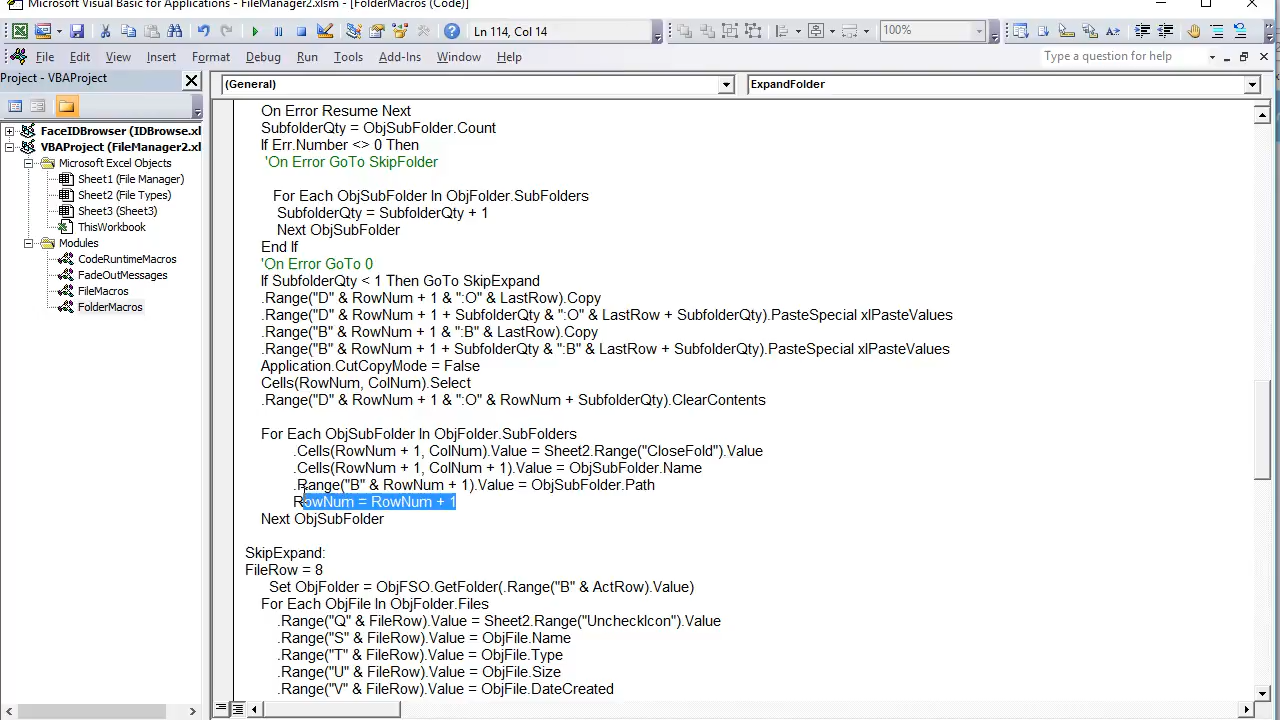 Microsoft Visual Basic for Applications - FileManager2.xlsm - [FolderMacros (Code)]
Ln 114, Col 14
100%
File Edit View Insert Format Debug Run Tools Add-Ins Window Help
Type a question for help
Project - VBAProject
(General)
ExpandFolder
FaceIDBrowser (IDBrowse.xl
VBAProject (FileManager2.xl
Microsoft Excel Objects
Sheet1 (File Manager)
Sheet2 (File Types)
Sheet3 (Sheet3)
ThisWorkbook
Modules
CodeRuntimeMacros
FadeOutMessages
FileMacros
FolderMacros
On Error Resume Next
SubfolderQty = ObjSubFolder.Count
If Err.Number <> 0 Then
'On Error GoTo SkipFolder
For Each ObjSubFolder In ObjFolder.SubFolders
SubfolderQty = SubfolderQty + 1
Next ObjSubFolder
End If
'On Error GoTo 0
If SubfolderQty < 1 Then GoTo SkipExpand
.Range("D" & RowNum + 1 & ":O" & LastRow).Copy
.Range("D" & RowNum + 1 + SubfolderQty & ":O" & LastRow + SubfolderQty).PasteSpecial xlPasteValues
.Range("B" & RowNum + 1 & ":B" & LastRow).Copy
.Range("B" & RowNum + 1 + SubfolderQty & ":B" & LastRow + SubfolderQty).PasteSpecial xlPasteValues
Application.CutCopyMode = False
Cells(RowNum, ColNum).Select
.Range("D" & RowNum + 1 & ":O" & RowNum + SubfolderQty).ClearContents
For Each ObjSubFolder In ObjFolder.SubFolders
.Cells(RowNum + 1, ColNum).Value = Sheet2.Range("CloseFold").Value
.Cells(RowNum + 1, ColNum + 1).Value = ObjSubFolder.Name
.Range("B" & RowNum + 1).Value = ObjSubFolder.Path
RowNum = RowNum + 1
Next ObjSubFolder
SkipExpand:
FileRow = 8
Set ObjFolder = ObjFSO.GetFolder(.Range("B" & ActRow).Value)
For Each ObjFile In ObjFolder.Files
.Range("Q" & FileRow).Value = Sheet2.Range("UncheckIcon").Value
.Range("S" & FileRow).Value = ObjFile.Name
.Range("T" & FileRow).Value = ObjFile.Type
.Range("U" & FileRow).Value = ObjFile.Size
.Range("V" & FileRow).Value = ObjFile.DateCreated